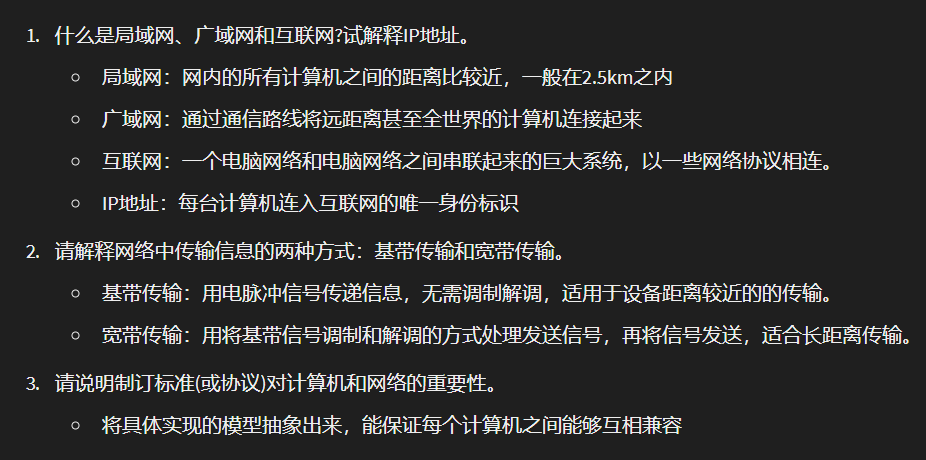 1. 什么是局域网、广域网和互联网?试解释IP地址。
○ 局域网：网内的所有计算机之间的距离比较近，一般在2.5km之内
○ 广域网：通过通信路线将远距离甚至全世界的计算机连接起来
○ 互联网：一个电脑网络和电脑网络之间串联起来的巨大系统，以一些网络协议相连。
○ IP地址：每台计算机连入互联网的唯一身份标识
2. 请解释网络中传输信息的两种方式：基带传输和宽带传输。
○ 基带传输：用电脉冲信号传递信息，无需调制解调，适用于设备距离较近的的传输。
○ 宽带传输：用将基带信号调制和解调的方式处理发送信号，再将信号发送，适合长距离传输。
3. 请说明制订标准(或协议)对计算机和网络的重要性。
○ 将具体实现的模型抽象出来，能保证每个计算机之间能够互相兼容